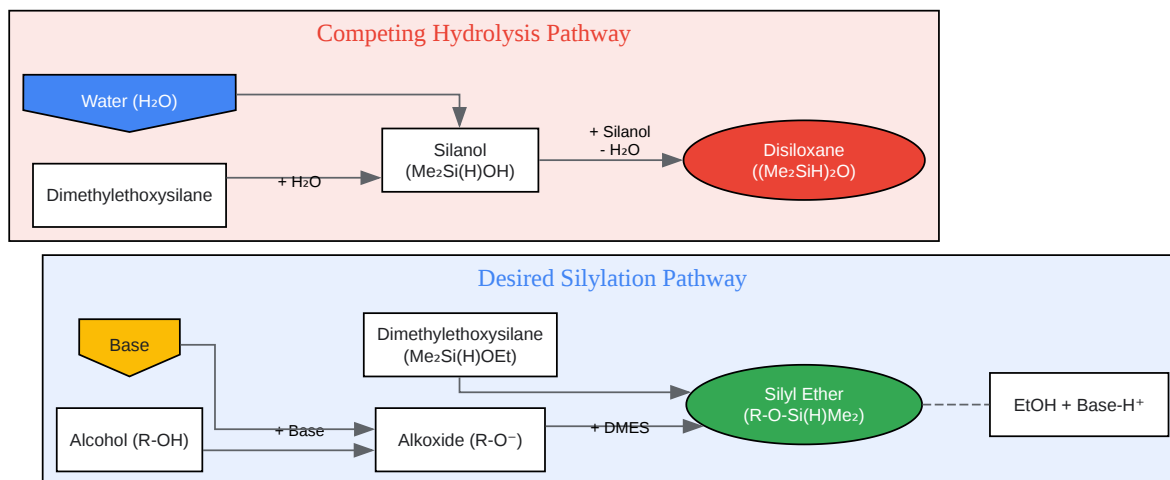 Competing Hydrolysis Pathway
Water (H₂O)
Dimethylethoxysilane
+ H₂O
Silanol
(Me₂Si(H)OH)
+ Silanol
- H₂O
Disiloxane
((Me₂SiH)₂O)
Desired Silylation Pathway
Base
Alcohol (R-OH)
+ Base
Dimethylethoxysilane
(Me₂Si(H)OEt)
Alkoxide (R-O⁻)
+ DMES
Silyl Ether
(R-O-Si(H)Me₂)
EtOH + Base-H⁺